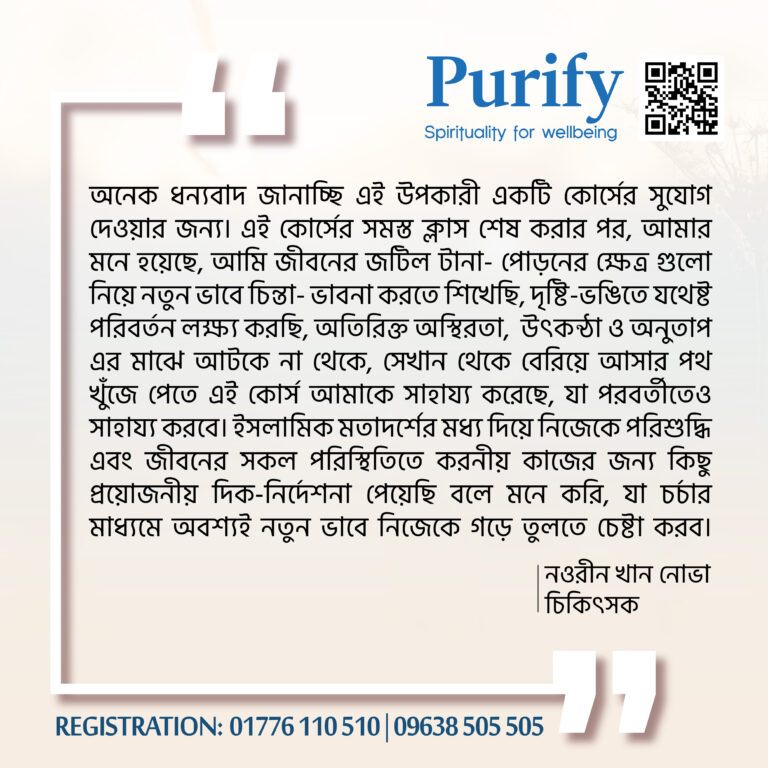 Purify
Spirituality for wellbeing
অনেক ধন্যবাদ জানাচ্ছি এই উপকারী একটি কোর্সের সুযোগ
দেওয়ার জন্য। এই কোর্সের সমস্ত ক্লাস শেষ করার পর, আমার
মনে হয়েছে, আমি জীবনের জটিল টানা- পোড়নের ক্ষেত্র গুলো
নিয়ে নতুন ভাবে চিন্তা- ভাবনা করতে শিখেছি, দৃষ্টি-ভঙিতে যথেষ্ট
পরিবর্তন লক্ষ্য করছি, অতিরিক্ত অস্থিরতা, উৎকন্ঠা ও অনুতাপ
এর মাঝে আটকে না থেকে, সেখান থেকে বেরিয়ে আসার পথ
খুঁজে পেতে এই কোর্স আমাকে সাহায্য করেছে, যা পরবর্তীতেও
সাহায্য করবে। ইসলামিক মতাদর্শের মধ্য দিয়ে নিজেকে পরিশুদ্ধি
এবং জীবনের সকল পরিস্থিতিতে করনীয় কাজের জন্য কিছু
প্রয়োজনীয় দিক-নির্দেশনা পেয়েছি বলে মনে করি, যা চর্চার
মাধ্যমে অবশ্যই নতুন ভাবে নিজেকে গড়ে তুলতে চেষ্টা করব।
নওরীন খান নোভা
চিকিৎসক
REGISTRATION: 01776 110 510 | 09638 505 505